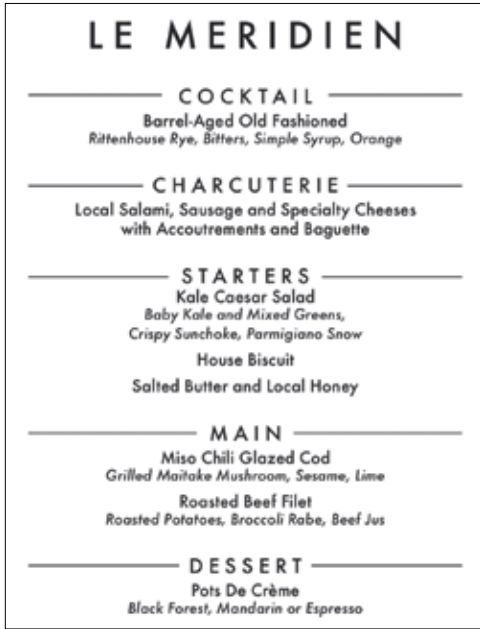 LE MERIDIEN
COCKTAIL
Barrel-Aged Old Fashioned
Rittenhouse Rye, Bitters, Simple Syrup, Orange
CHARCUTERIE
Local Salami, Sausage and Specialty Cheeses
with Accoutrements and Baguette
STARTERS
Kale Caesar Salad
Baby Kale and Mixed Greens,
Crispy Sunchoke, Parmigiano Snow
House Biscuit
Salted Butter and Local Honey
MAIN
Miso Chili Glazed Cod
Grilled Maitake Mushroom, Sesame, Lime
Roasted Beef Filet
Roasted Potatoes, Broccoli Rabe, Beef Jus
DESSERT
Pots De Crème
Black Forest, Mandarin or Espresso